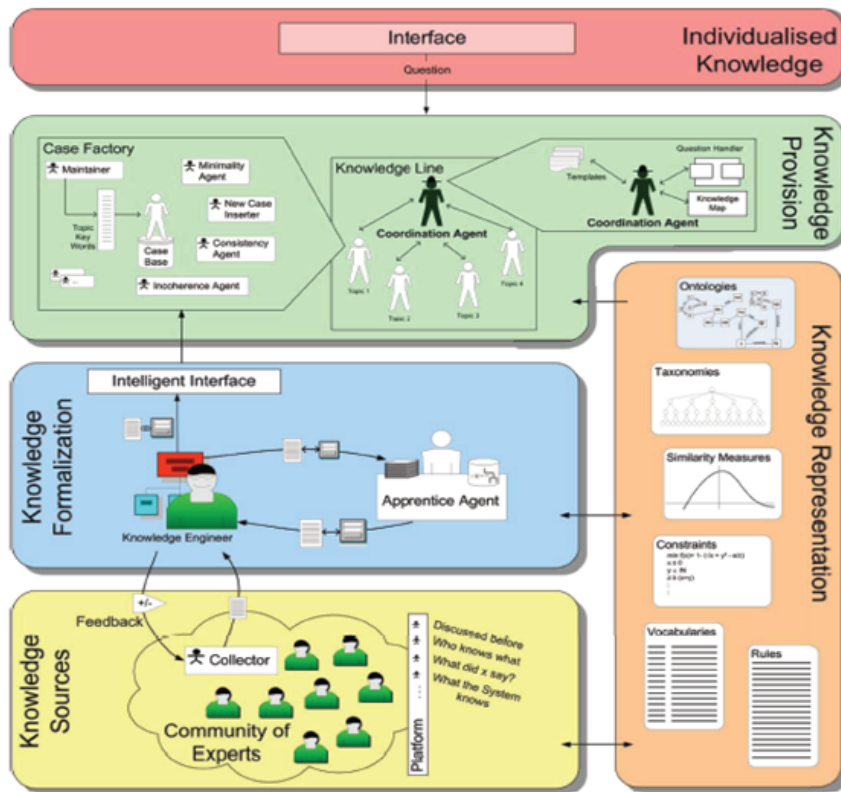 Interface
Question
Individualised
Knowledge
Case Factory
Maintainer
Topic
Key
Words
Case
Base
...
Minimality
Agent
New Case
Inserter
Consistency
Agent
Incoherence Agent
Knowledge Line
Coordination Agent
Topic 1
Topic 2
Topic 3
Topic 4
Templates
Coordination Agent
Question Handler
Knowledge
Map
Knowledge
Provision
Knowledge
Formalization
Intelligent Interface
Knowledge Engineer
Apprentice Agent
Knowledge
Sources
Feedback
+/-
Collector
Community of
Experts
Platform
Discussed before
Who knows what
What did x say?
What the System
knows
...
Knowledge Representation
Ontologies
Taxonomies
Similarity Measures
Constraints
Vocabularies
Rules